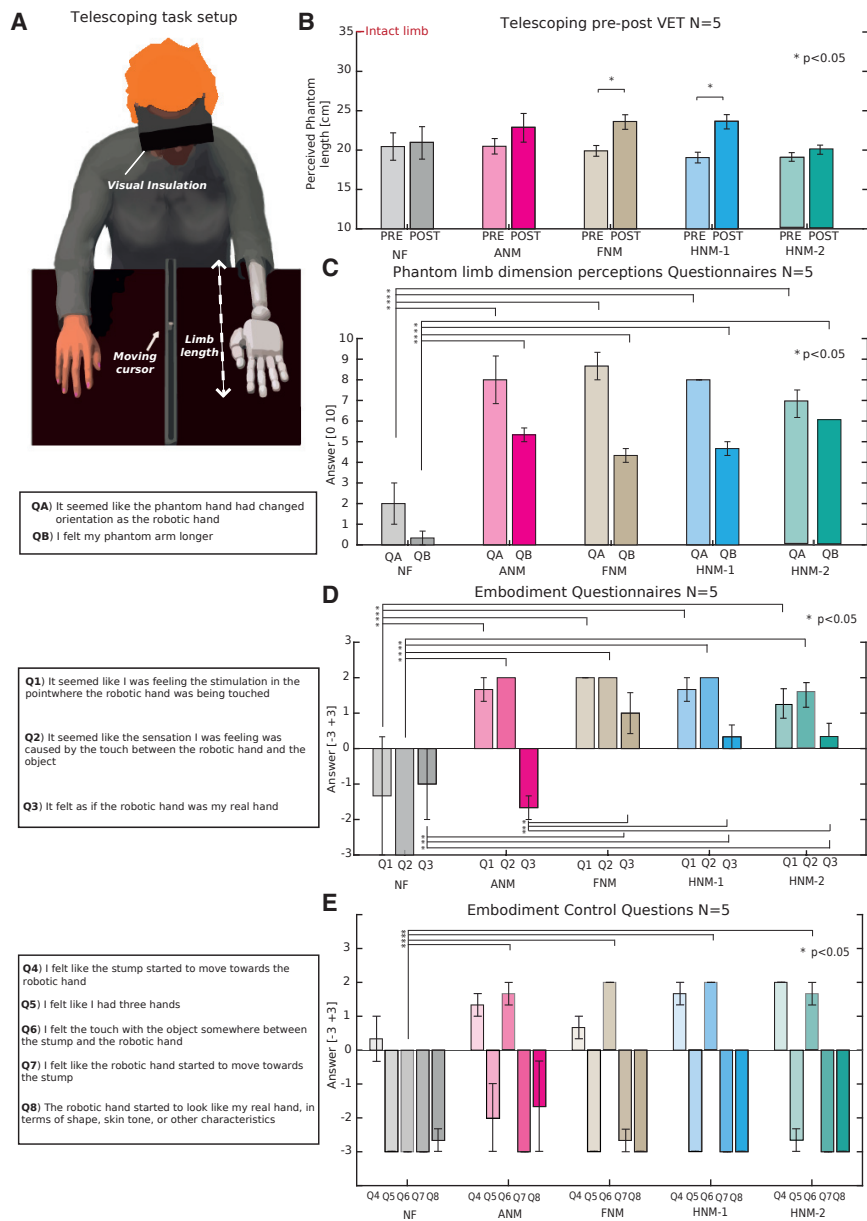 A
Telescoping task setup
Visual Insulation
Moving
cursor
Limb
length
B
Telescoping pre-post VET N=5
Intact limb
* p<0.05
Perceived Phantom
length [cm]
35
30
25
20
15
10
*
*
PRE POST PRE POST PRE POST PRE POST PRE POST
NF ANM FNM HNM-1 HNM-2
C
Phantom limb dimension perceptions Questionnaires N=5
****
****
* p<0.05
Answer [0 10]
10
9
8
7
6
5
4
3
2
1
0
QA QB QA QB QA QB QA QB QA QB
NF ANM FNM HNM-1 HNM-2
QA) It seemed like the phantom hand had changed
orientation as the robotic hand
QB) I felt my phantom arm longer
D
Embodiment Questionnaires N=5
****
****
* p<0.05
Answer [-3 +3]
2
1
0
-1
-2
-3
***
***
Q1 Q2 Q3 Q1 Q2 Q3 Q1 Q2 Q3 Q1 Q2 Q3 Q1 Q2 Q3
NF ANM FNM HNM-1 HNM-2
Q1) It seemed like I was feeling the stimulation in the
pointwhere the robotic hand was being touched
Q2) It seemed like the sensation I was feeling was
caused by the touch between the robotic hand and the
object
Q3) It felt as if the robotic hand was my real hand
E
Embodiment Control Questions N=5
****
* p<0.05
Answer [-3 +3]
2
1
0
-1
-2
-3
Q4 Q5 Q6 Q7 Q8 Q4 Q5 Q6 Q7 Q8 Q4 Q5 Q6 Q7 Q8 Q4 Q5 Q6 Q7 Q8 Q4 Q5 Q6 Q7 Q8
NF ANM FNM HNM-1 HNM-2
Q4) I felt like the stump started to move towards the
robotic hand
Q5) I felt like I had three hands
Q6) I felt the touch with the object somewhere between
the stump and the robotic hand
Q7) I felt like the robotic hand started to move towards
the stump
Q8) The robotic hand started to look like my real hand, in
terms of shape, skin tone, or other characteristics